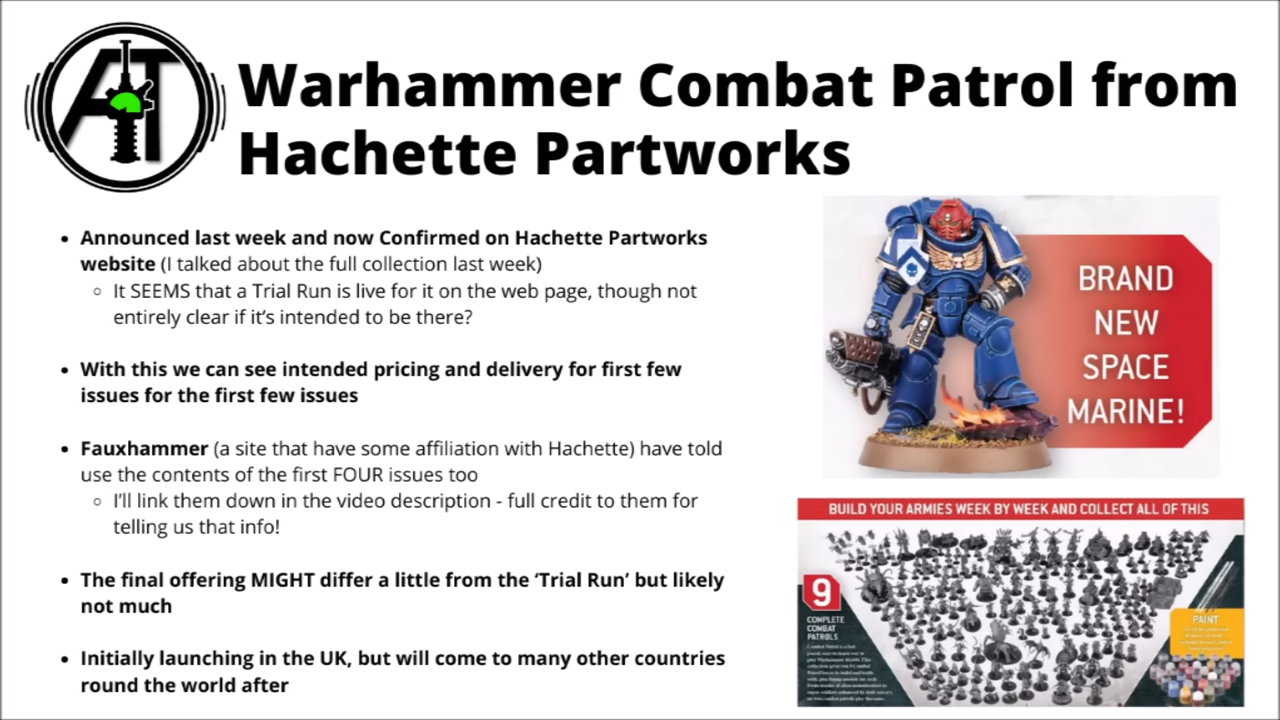 AT
Warhammer Combat Patrol from
Hachette Partworks
• Announced last week and now Confirmed on Hachette Partworks
website (I talked about the full collection last week)
◦ It SEEMS that a Trial Run is live for it on the web page, though not
entirely clear if it's intended to be there?
• With this we can see intended pricing and delivery for first few
issues for the first few issues
• Fauxhammer (a site that have some affiliation with Hachette) have told
use the contents of the first FOUR issues too
◦ I'll link them down in the video description - full credit to them for
telling us that info!
• The final offering MIGHT differ a little from the ‘Trial Run’ but likely
not much
• Initially launching in the UK, but will come to many other countries
round the world after
BRAND
NEW
SPACE
MARINE!
BUILD YOUR ARMIES WEEK BY WEEK AND COLLECT ALL OF THIS
9
COMPLETE
COMBAT
PATROLS
PAINT